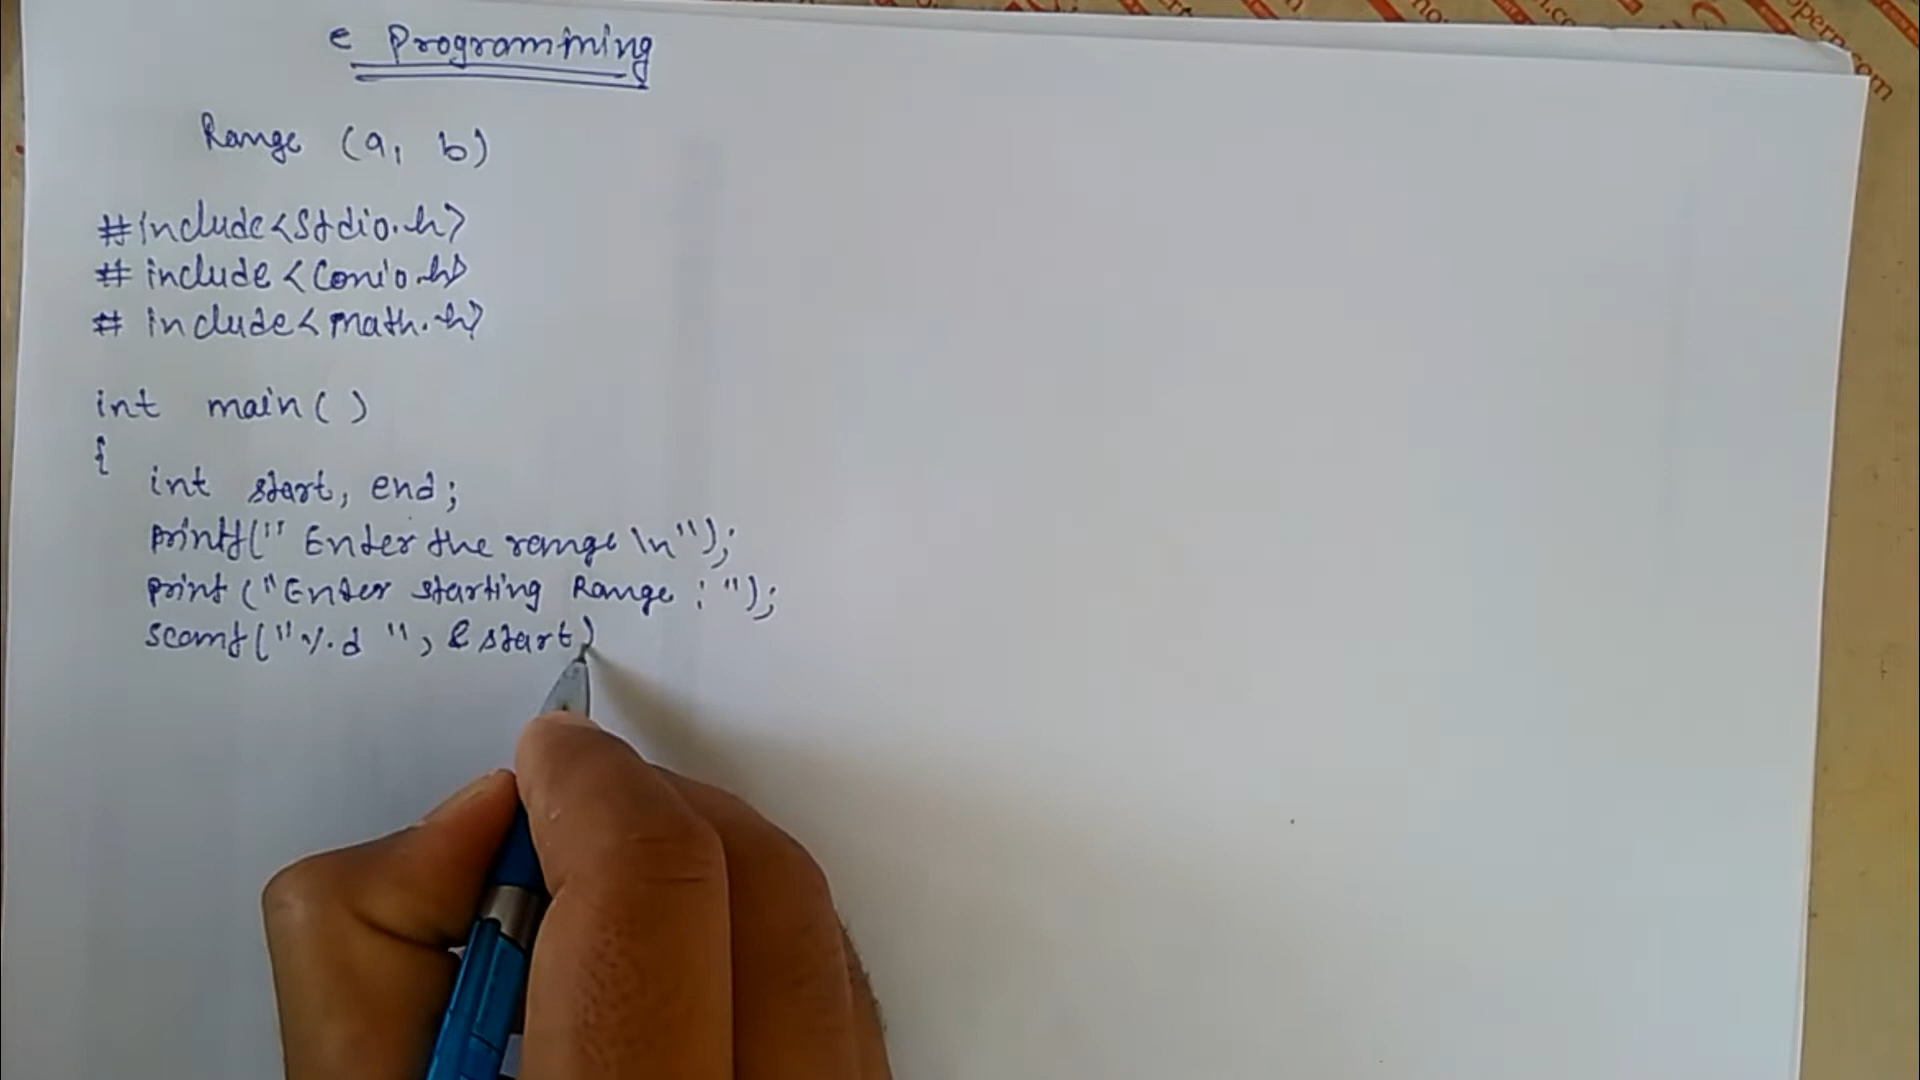 C Programming
Range (a, b)
#include<stdio.h>
# include<conio.h>
# include<math.h>
int main( )
{
int start, end;
printf(" Enter the range \n");
print ("Enter starting Range : ");
scanf("%d ", &start)